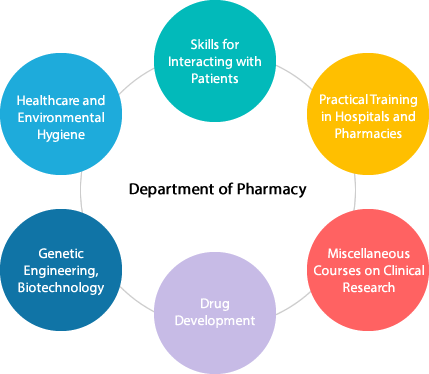 Skills for
Interacting with
Patients
Healthcare and
Environmental
Hygiene
Practical Training
in Hospitals and
Pharmacies
Department of Pharmacy
Genetic
Engineering,
Biotechnology
Miscellaneous
Courses on Clinical
Research
Drug
Development